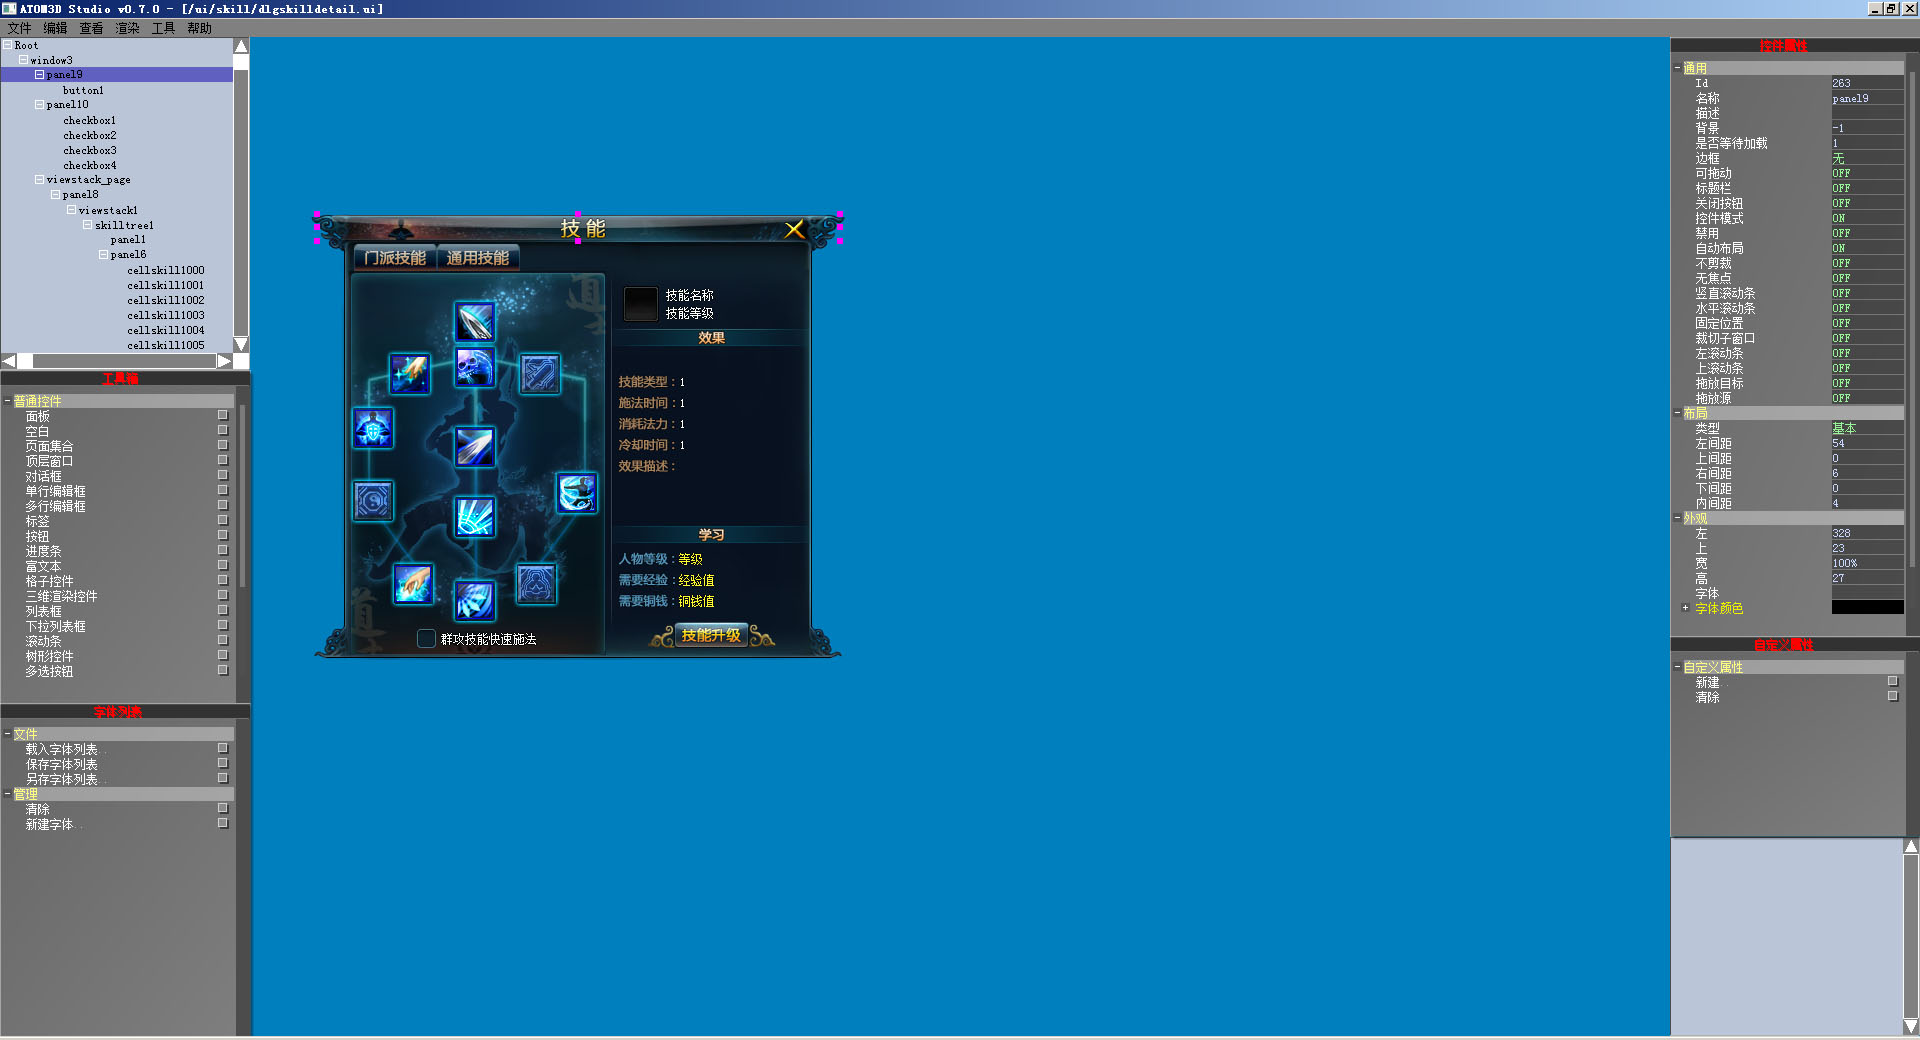 ATOM3D Studio v0.7.0 - [/ui/skill/dlgskilldetail.ui]
文件 编辑 查看 渲染 工具 帮助
Root
window3
panel9
button1
panel10
checkbox1
checkbox2
checkbox3
checkbox4
viewstack_page
panel8
viewstack1
skilltree1
panel1
panel6
cellskill1000
cellskill1001
cellskill1002
cellskill1003
cellskill1004
cellskill1005
工具箱
普通控件
面板
空白
页面集合
顶层窗口
对话框
单行编辑框
多行编辑框
标签
按钮
进度条
富文本
格子控件
三维渲染控件
列表框
下拉列表框
滚动条
树形控件
多选按钮
字体列表
文件
载入字体列表..
保存字体列表
另存字体列表..
管理
清除
新建字体..
技能
门派技能 通用技能
技能名称
技能等级
效果
技能类型：1
施法时间：1
消耗法力：1
冷却时间：1
效果描述：
学习
人物等级：等级
需要经验：经验值
需要铜钱：铜钱值
技能升级
群攻技能快速施法
道士
控件属性
通用
Id 263
名称 panel9
描述
背景 -1
是否等待加载 1
边框 无
可拖动 OFF
标题栏 OFF
关闭按钮 OFF
控件模式 ON
禁用 OFF
自动布局 ON
不剪裁 OFF
无焦点 OFF
竖直滚动条 OFF
水平滚动条 OFF
固定位置 OFF
裁切子窗口 OFF
左滚动条 OFF
上滚动条 OFF
拖放目标 OFF
拖放源 OFF
布局
类型 基本
左间距 54
上间距 0
右间距 6
下间距 0
内间距 4
外观
左 328
上 23
宽 100%
高 27
字体
字体颜色
自定义属性
自定义属性
新建..
清除